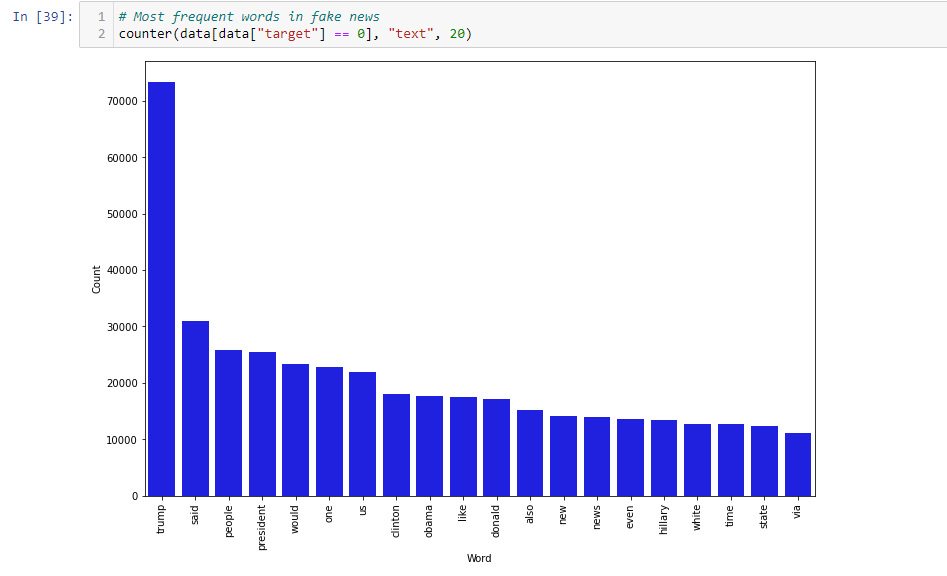 In [39]:
1 # Most frequent words in fake news
2 counter(data[data["target"] == 0], "text", 20)
70000
60000
50000
40000
30000
20000
10000
0
Count
trump
said
people
president
would
one
us
clinton
obama
like
donald
also
new
news
even
hillary
white
time
state
via
Word